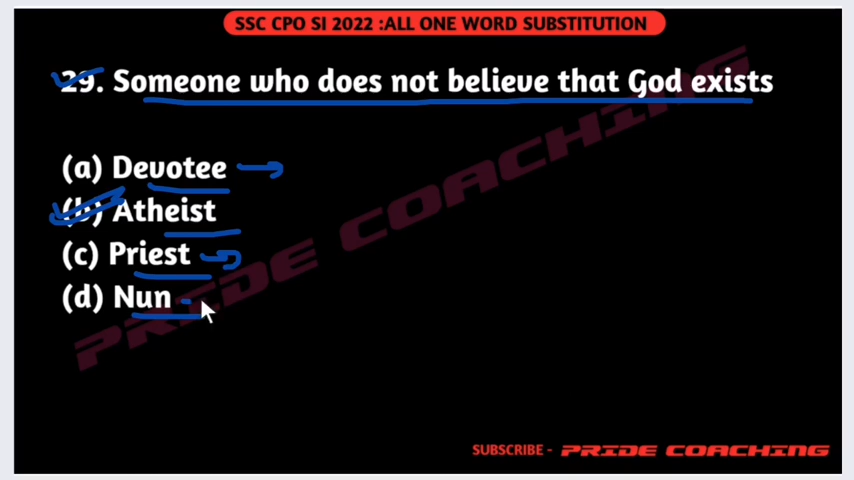 SSC CPO SI 2022 :ALL ONE WORD SUBSTITUTION
29. Someone who does not believe that God exists
(a) Devotee
(b) Atheist
(c) Priest
(d) Nun
PRIDE COACHING
SUBSCRIBE - PRIDE COACHING